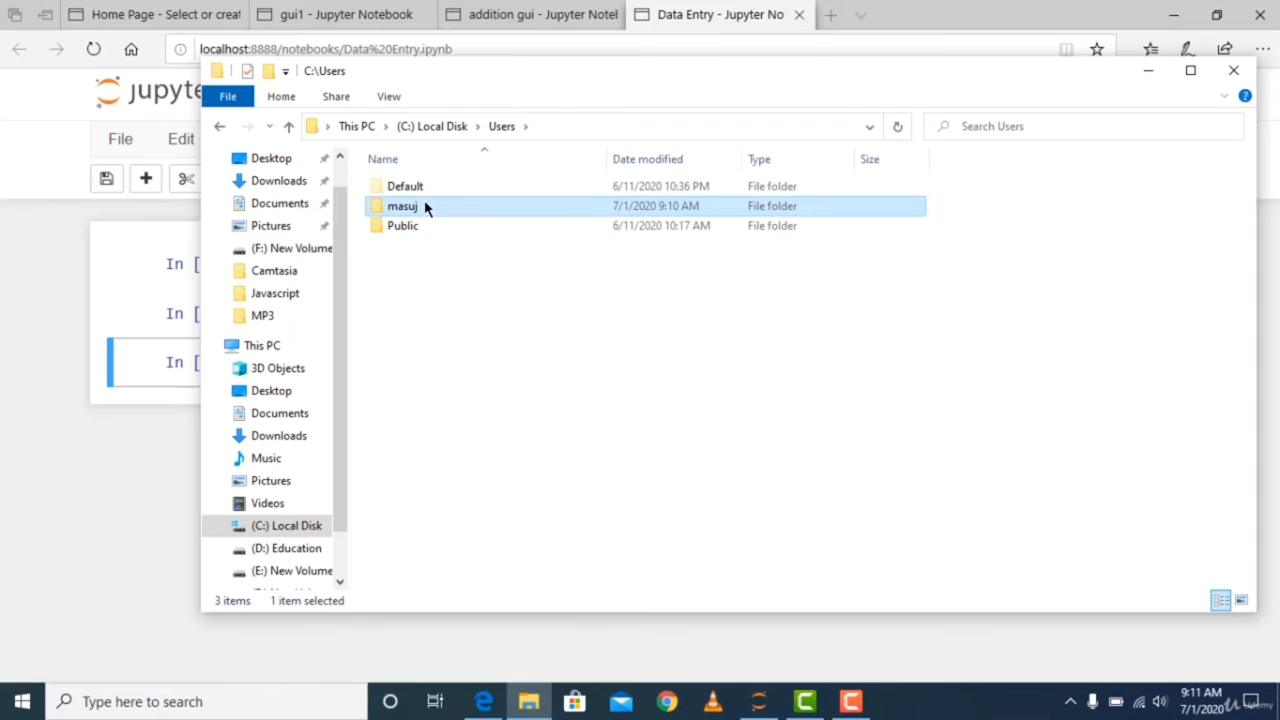 Home Page - Select or creat
gui1 - Jupyter Notebook
addition gui - Jupyter Notel
Data Entry - Jupyter No
localhost:8888/notebooks/Data%20Entry.ipynb
C:\Users
File Home Share View
This PC > (C:) Local Disk > Users >
Search Users
jupyte
File Edit
In [
In [
In [
Desktop
Downloads
Documents
Pictures
(F:) New Volume
Camtasia
Javascript
MP3
This PC
3D Objects
Desktop
Documents
Downloads
Music
Pictures
Videos
(C:) Local Disk
(D:) Education
(E:) New Volume
Name Date modified Type Size
Default 6/11/2020 10:36 PM File folder
masuj 7/1/2020 9:10 AM File folder
Public 6/11/2020 10:17 AM File folder
3 items 1 item selected
Type here to search
9:11 AM
7/1/2020
Udemy